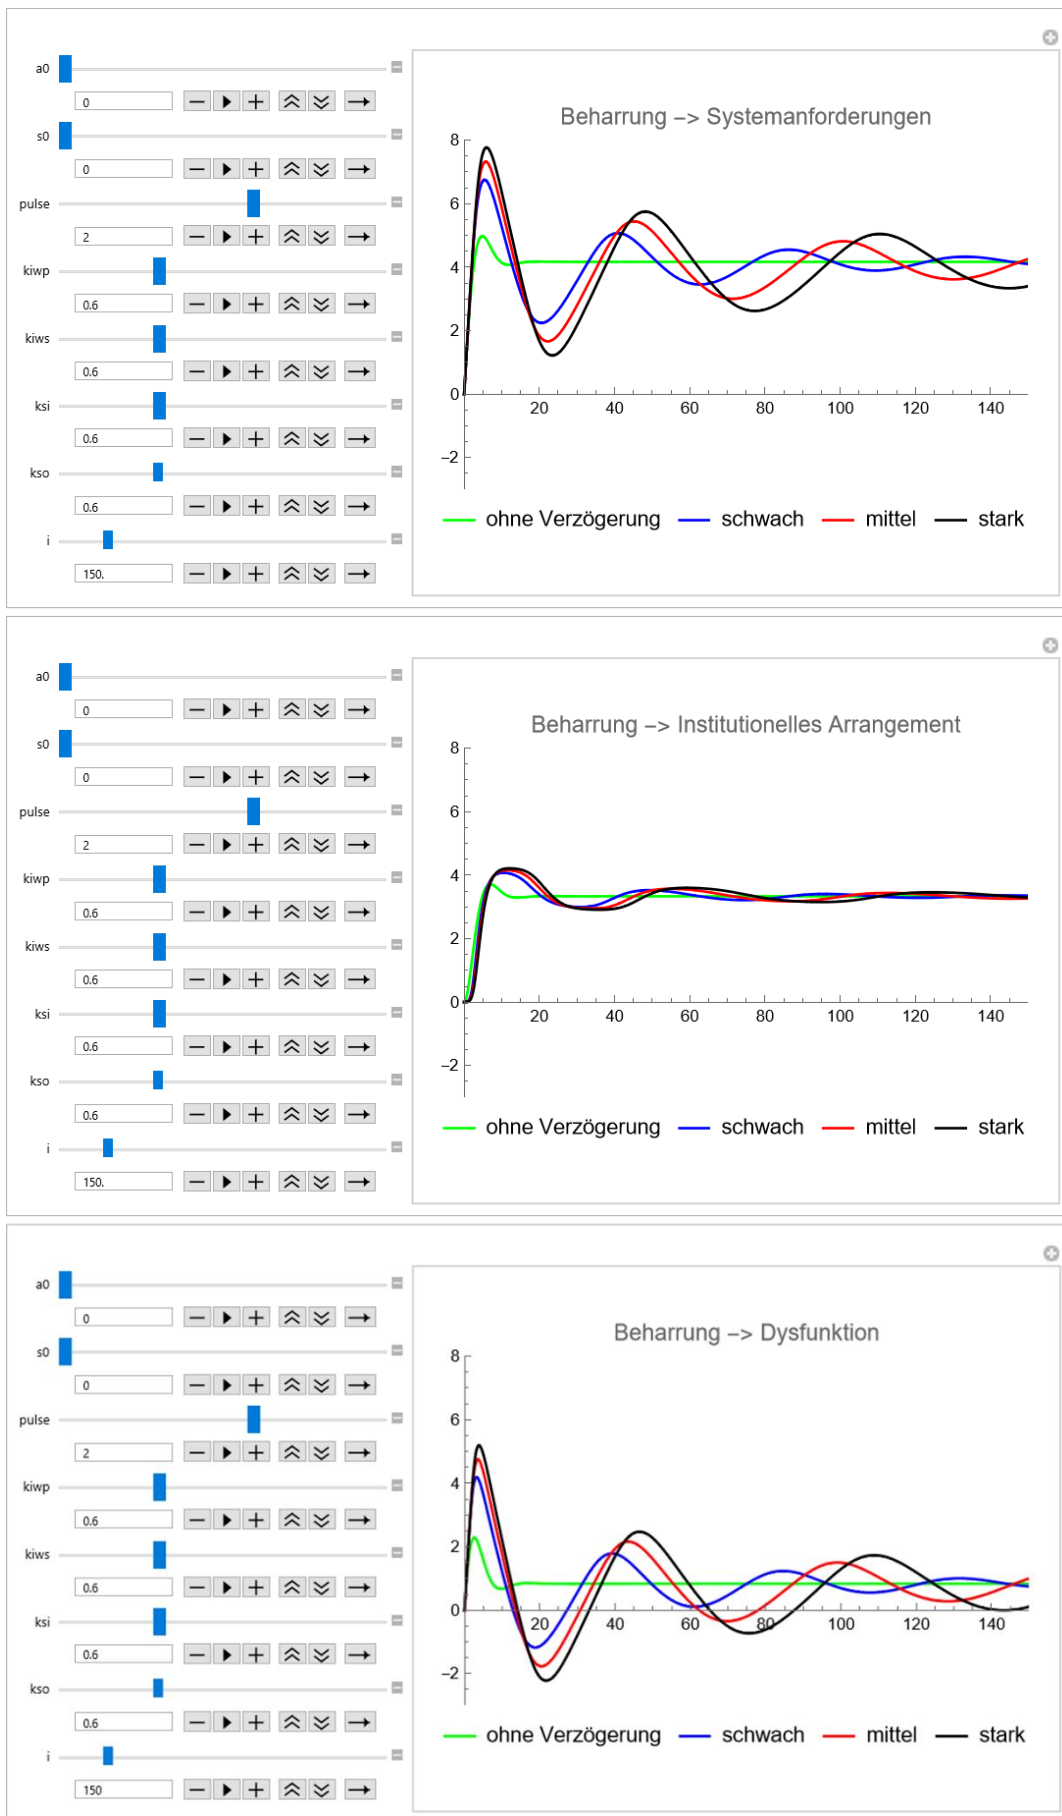 a0
0
s0
0
pulse
2
kiwp
0.6
kiws
0.6
ksi
0.6
kso
0.6
i
150.
Beharrung −> Systemanforderungen
8
6
4
2
0
−2
20 40 60 80 100 120 140
ohne Verzögerung schwach mittel stark
a0
0
s0
0
pulse
2
kiwp
0.6
kiws
0.6
ksi
0.6
kso
0.6
i
150.
Beharrung −> Institutionelles Arrangement
8
6
4
2
0
−2
20 40 60 80 100 120 140
ohne Verzögerung schwach mittel stark
a0
0
s0
0
pulse
2
kiwp
0.6
kiws
0.6
ksi
0.6
kso
0.6
i
150
Beharrung −> Dysfunktion
8
6
4
2
0
−2
20 40 60 80 100 120 140
ohne Verzögerung schwach mittel stark